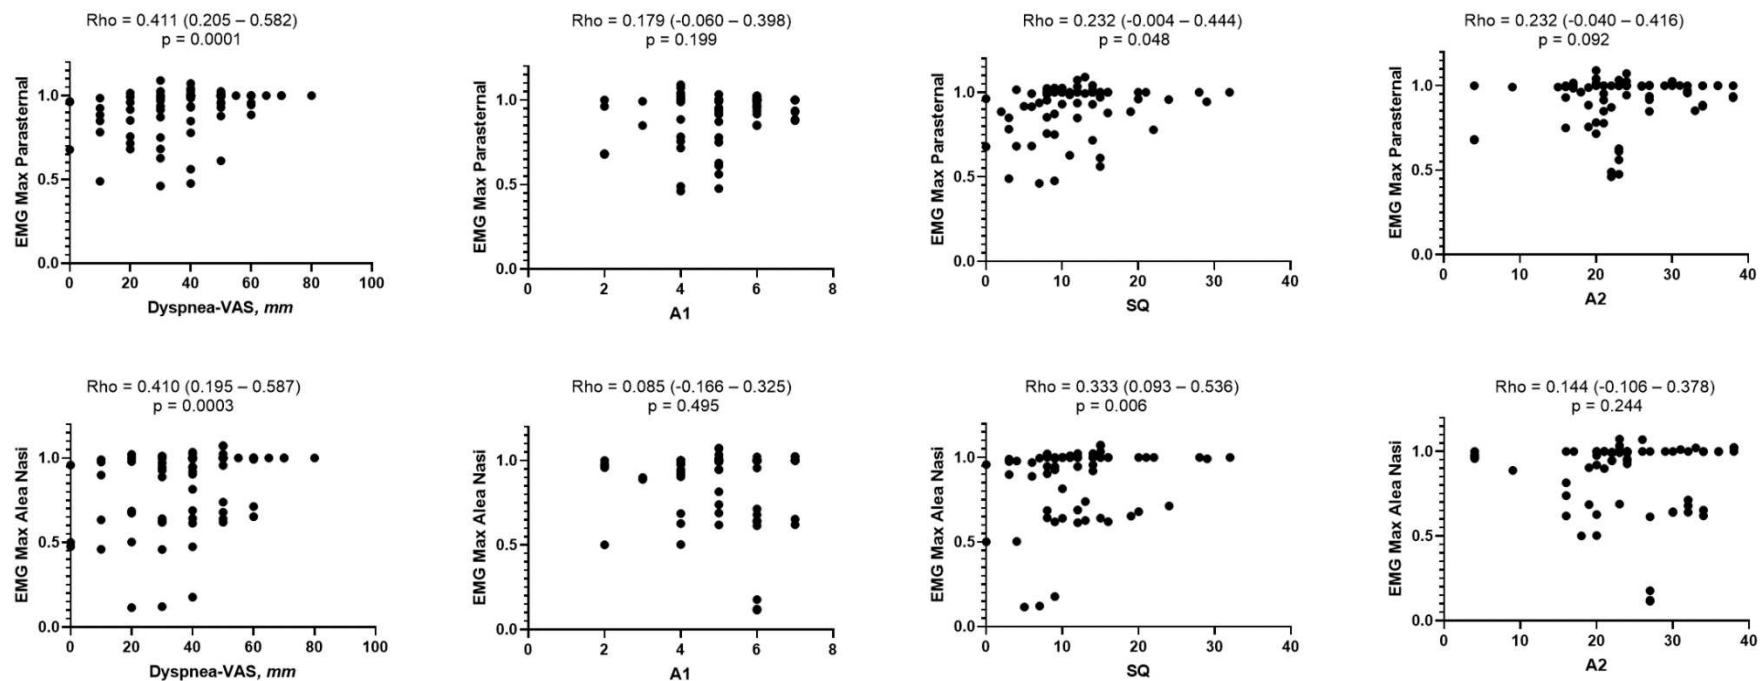 Rho = 0.411 (0.205 – 0.582)
p = 0.0001
EMG Max Parasternal
1.0
0.5
0.0
0
20
40
60
80
100
Dyspnea-VAS, mm
Rho = 0.179 (-0.060 – 0.398)
p = 0.199
EMG Max Parasternal
1.0
0.5
0.0
0
2
4
6
8
A1
Rho = 0.232 (-0.004 – 0.444)
p = 0.048
EMG Max Parasternal
1.0
0.5
0.0
0
10
20
30
40
SQ
Rho = 0.232 (-0.040 – 0.416)
p = 0.092
EMG Max Parasternal
1.0
0.5
0.0
0
10
20
30
40
A2
Rho = 0.410 (0.195 – 0.587)
p = 0.0003
EMG Max Alea Nasi
1.0
0.5
0.0
0
20
40
60
80
100
Dyspnea-VAS, mm
Rho = 0.085 (-0.166 – 0.325)
p = 0.495
EMG Max Alea Nasi
1.0
0.5
0.0
0
2
4
6
8
A1
Rho = 0.333 (0.093 – 0.536)
p = 0.006
EMG Max Alea Nasi
1.0
0.5
0.0
0
10
20
30
40
SQ
Rho = 0.144 (-0.106 – 0.378)
p = 0.244
EMG Max Alea Nasi
1.0
0.5
0.0
0
10
20
30
40
A2